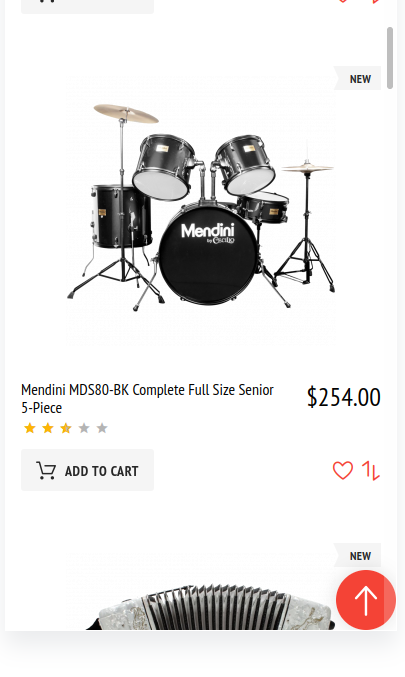 NEW
Mendini
by Cecilio
Mendini MDS80-BK Complete Full Size Senior
5-Piece
$254.00
ADD TO CART
NEW